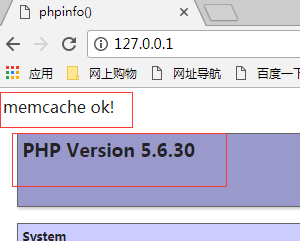 phpinfo()
127.0.0.1
应用 网上购物 网址导航 百度一下
memcache ok!
PHP Version 5.6.30
System